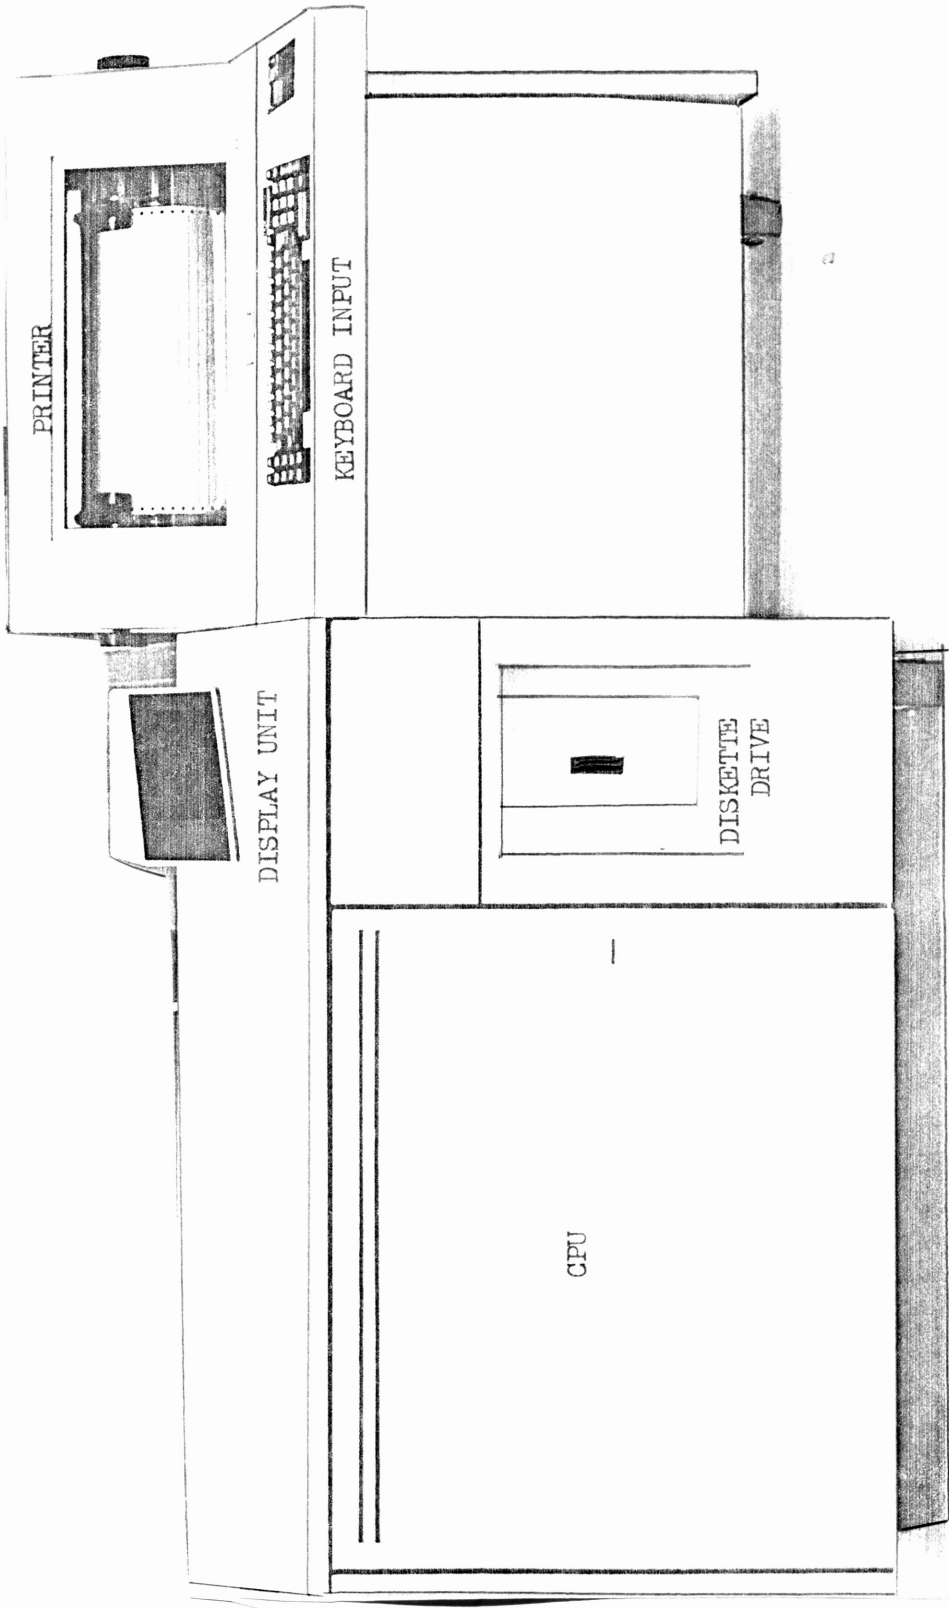 PRINTER
KEYBOARD INPUT
DISPLAY UNIT
DISKETTE
DRIVE
CPU